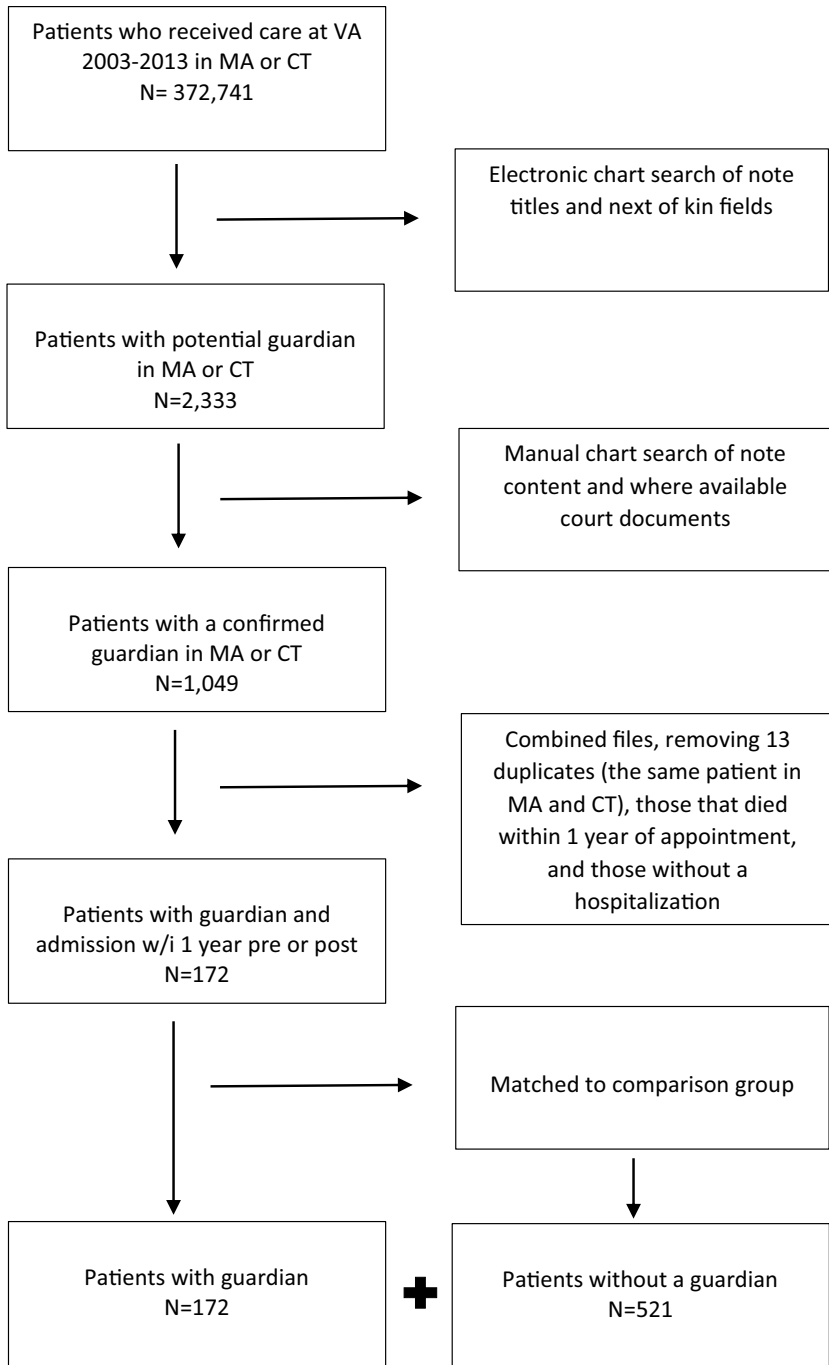 Patients who received care at VA
2003-2013 in MA or CT
N= 372,741
Electronic chart search of note
titles and next of kin fields
Patients with potential guardian
in MA or CT
N=2,333
Manual chart search of note
content and where available
court documents
Patients with a confirmed
guardian in MA or CT
N=1,049
Combined files, removing 13
duplicates (the same patient in
MA and CT), those that died
within 1 year of appointment,
and those without a
hospitalization
Patients with guardian and
admission w/i 1 year pre or post
N=172
Matched to comparison group
Patients with guardian
N=172
Patients without a guardian
N=521